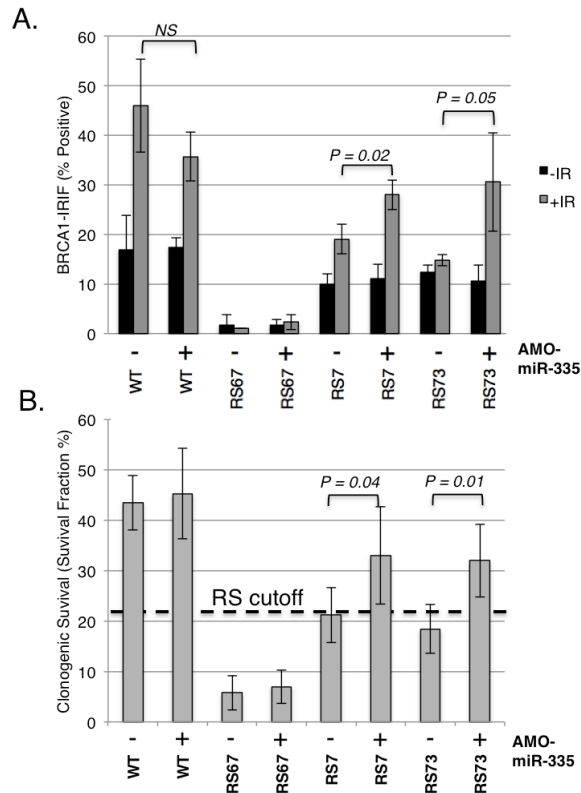 A.
BRCA1-IRIF (% Positive)
60
50
40
30
20
10
0
NS
P = 0.02
P = 0.05
-IR
+IR
- + - + - + - +
WT WT RS67 RS67 RS7 RS7 RS73 RS73
AMO-
miR-335
B.
Clonogenic Suvival (Suvival Fraction %)
60
50
40
30
20
10
0
P = 0.04
P = 0.01
RS cutoff
- + - + - + - +
WT WT RS67 RS67 RS7 RS7 RS73 RS73
AMO-
miR-335